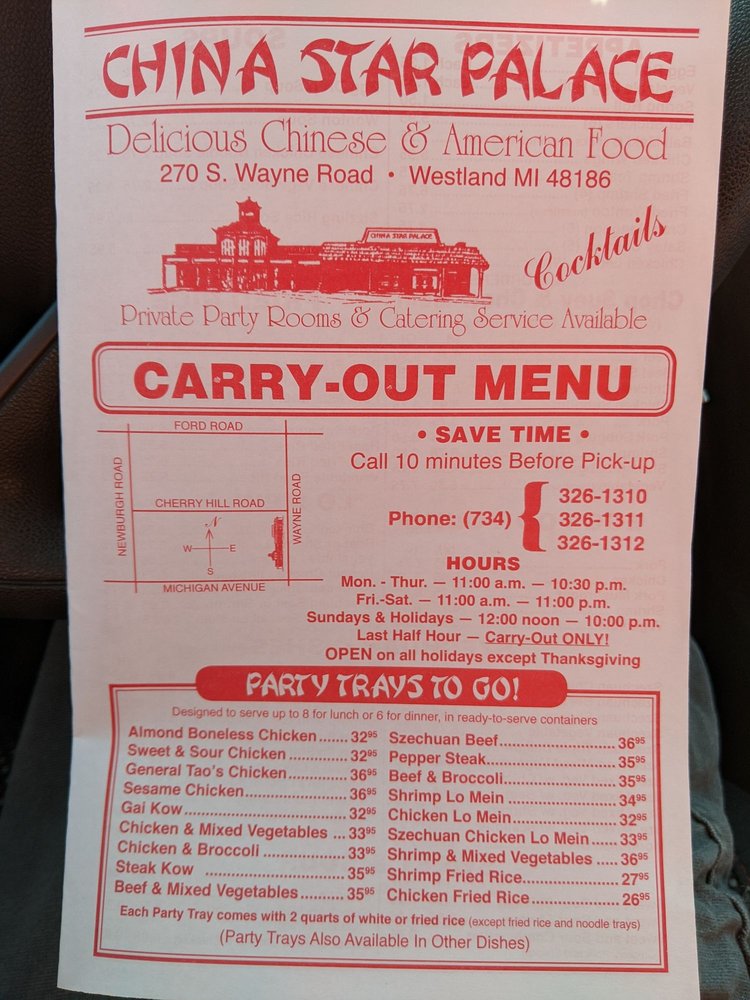 CHINA STAR PALACE
Delicious Chinese & American Food
270 S. Wayne Road • Westland MI 48186
CHINA STAR PALACE
Cocktails
Private Party Rooms & Catering Service Available
CARRY-OUT MENU
FORD ROAD
NEWBURGH ROAD
CHERRY HILL ROAD
WAYNE ROAD
N
W E
S
MICHIGAN AVENUE
• SAVE TIME •
Call 10 minutes Before Pick-up
Phone: (734) { 326-1310
326-1311
326-1312
HOURS
Mon. - Thur. — 11:00 a.m. — 10:30 p.m.
Fri.-Sat. — 11:00 a.m. — 11:00 p.m.
Sundays & Holidays — 12:00 noon — 10:00 p.m.
Last Half Hour — Carry-Out ONLY!
OPEN on all holidays except Thanksgiving
PARTY TRAYS TO GO!
Designed to serve up to 8 for lunch or 6 for dinner, in ready-to-serve containers
Almond Boneless Chicken ...... 32⁹⁵
Sweet & Sour Chicken ............ 32⁹⁵
General Tao's Chicken ............ 36⁹⁵
Sesame Chicken ..................... 36⁹⁵
Gai Kow ................................... 32⁹⁵
Chicken & Mixed Vegetables ... 33⁹⁵
Chicken & Broccoli ................. 33⁹⁵
Steak Kow .............................. 35⁹⁵
Beef & Mixed Vegetables ......... 35⁹⁵
Szechuan Beef ......................... 36⁹⁵
Pepper Steak ............................ 35⁹⁵
Beef & Broccoli ........................ 35⁹⁵
Shrimp Lo Mein ....................... 34⁹⁵
Chicken Lo Mein ...................... 32⁹⁵
Szechuan Chicken Lo Mein ...... 33⁹⁵
Shrimp & Mixed Vegetables ..... 36⁹⁵
Shrimp Fried Rice .................... 27⁹⁵
Chicken Fried Rice ................... 26⁹⁵
Each Party Tray comes with 2 quarts of white or fried rice (except fried rice and noodle trays)
(Party Trays Also Available In Other Dishes)